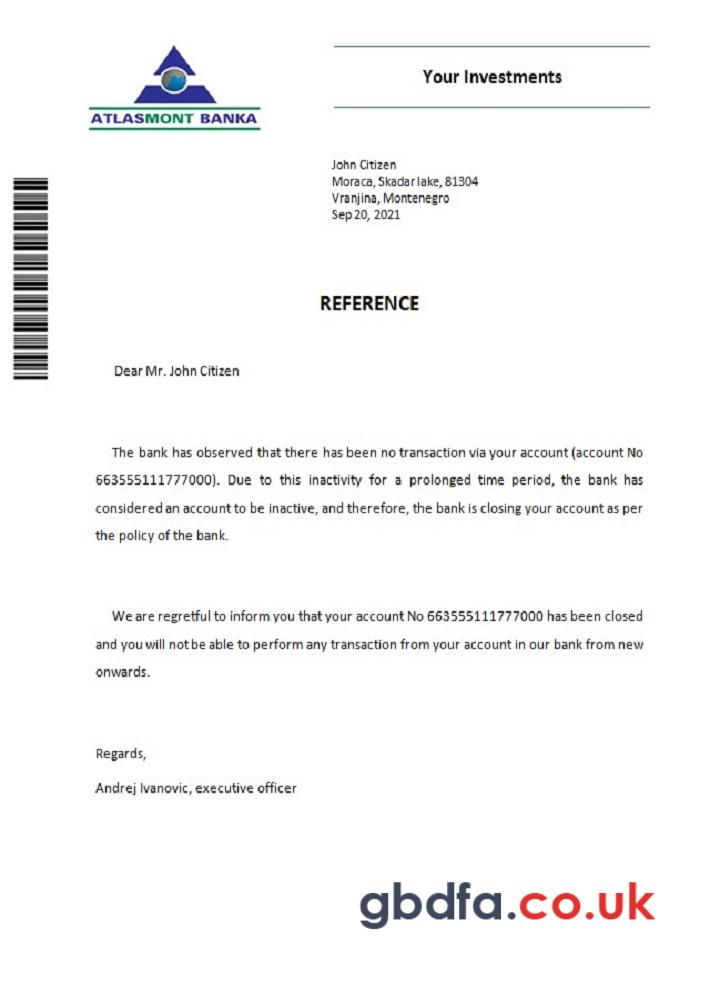 ATLASMONT BANKA
Your Investments
John Citizen
Moraca, Skadar lake, 81304
Vranjina, Montenegro
Sep 20, 2021
REFERENCE
Dear Mr. John Citizen
The bank has observed that there has been no transaction via your account (account No
663555111777000). Due to this inactivity for a prolonged time period, the bank has
considered an account to be inactive, and therefore, the bank is closing your account as per
the policy of the bank.
We are regretful to inform you that your account No 663555111777000 has been closed
and you will not be able to perform any transaction from your account in our bank from new
onwards.
Regards,
Andrej Ivanovic, executive officer
gbdfa.co.uk